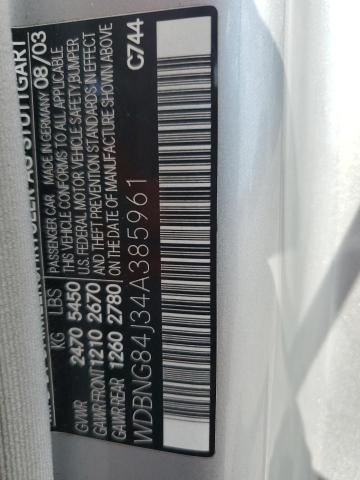 AG STUTTGART
PASSENGER CAR MADE IN GERMANY 08/03
KG LBS THIS VEHICLE CONFORMS TO ALL APPLICABLE
GVWR 2470 5450 U.S. FEDERAL MOTOR VEHICLE SAFETY BUMPER
GAWR FRONT 1210 2670 AND THEFT PREVENTION STANDARDS IN EFFECT
GAWR REAR 1260 2780 ON THE DATE OF MANUFACTURE SHOWN ABOVE
WDBNG84J34A385961 C744